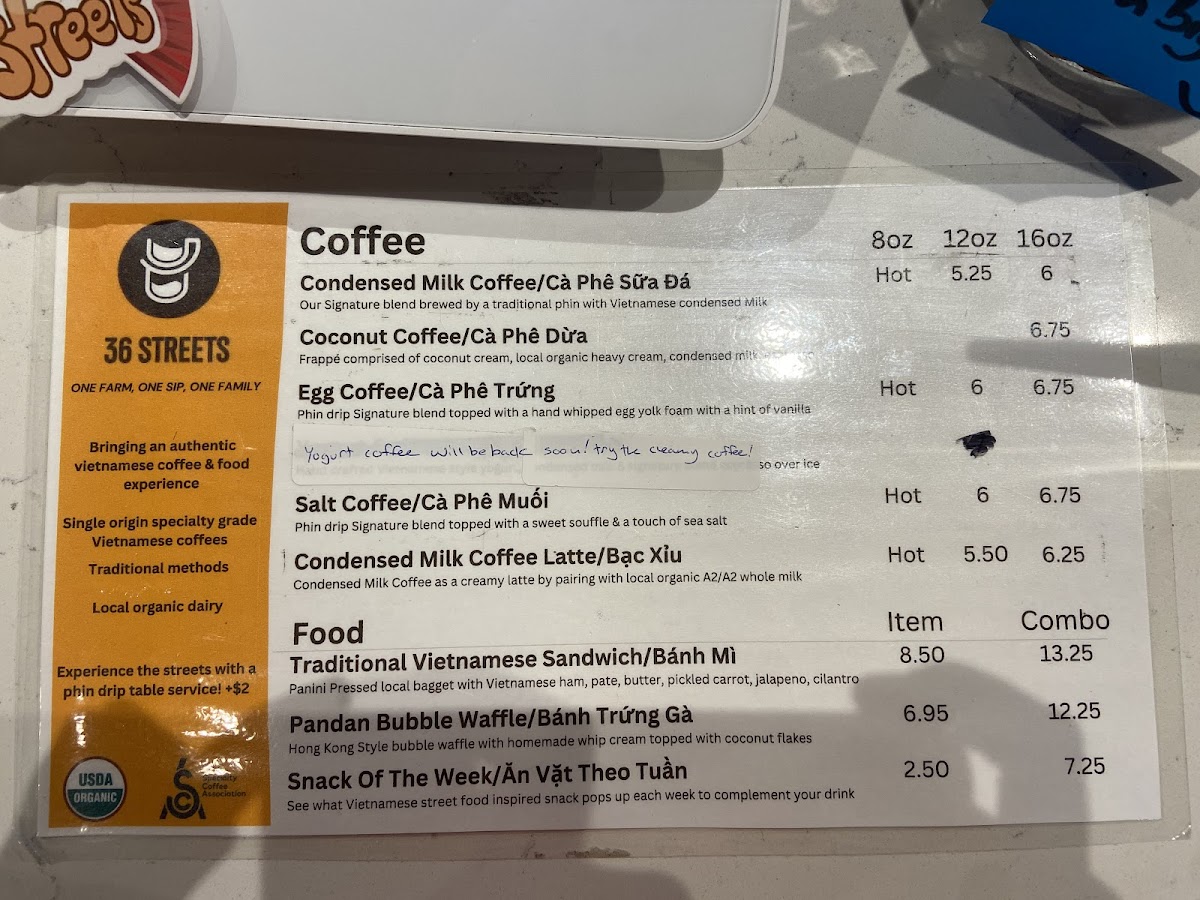 Streets
Coffee 8oz 12oz 16oz
Condensed Milk Coffee/Cà Phê Sữa Đá Hot 5.25 6
Our Signature blend brewed by a traditional phin with Vietnamese condensed Milk
Coconut Coffee/Cà Phê Dừa 6.75
Frappé comprised of coconut cream, local organic heavy cream, condensed milk
Egg Coffee/Cà Phê Trứng Hot 6 6.75
Phin drip Signature blend topped with a hand whipped egg yolk foam with a hint of vanilla
Yogurt coffee will be back soon! try the creamy coffee!
so over ice
Salt Coffee/Cà Phê Muối Hot 6 6.75
Phin drip Signature blend topped with a sweet souffle & a touch of sea salt
Condensed Milk Coffee Latte/Bạc Xỉu Hot 5.50 6.25
Condensed Milk Coffee as a creamy latte by pairing with local organic A2/A2 whole milk
Food Item Combo
Traditional Vietnamese Sandwich/Bánh Mì 8.50 13.25
Panini Pressed local bagget with Vietnamese ham, pate, butter, pickled carrot, jalapeno, cilantro
Pandan Bubble Waffle/Bánh Trứng Gà 6.95 12.25
Hong Kong Style bubble waffle with homemade whip cream topped with coconut flakes
Snack Of The Week/Ăn Vặt Theo Tuần 2.50 7.25
See what Vietnamese street food inspired snack pops up each week to complement your drink
36 STREETS
ONE FARM, ONE SIP, ONE FAMILY
Bringing an authentic
vietnamese coffee & food
experience
Single origin specialty grade
Vietnamese coffees
Traditional methods
Local organic dairy
Experience the streets with a
phin drip table service! +$2
USDA
ORGANIC
Specialty
Coffee
Association